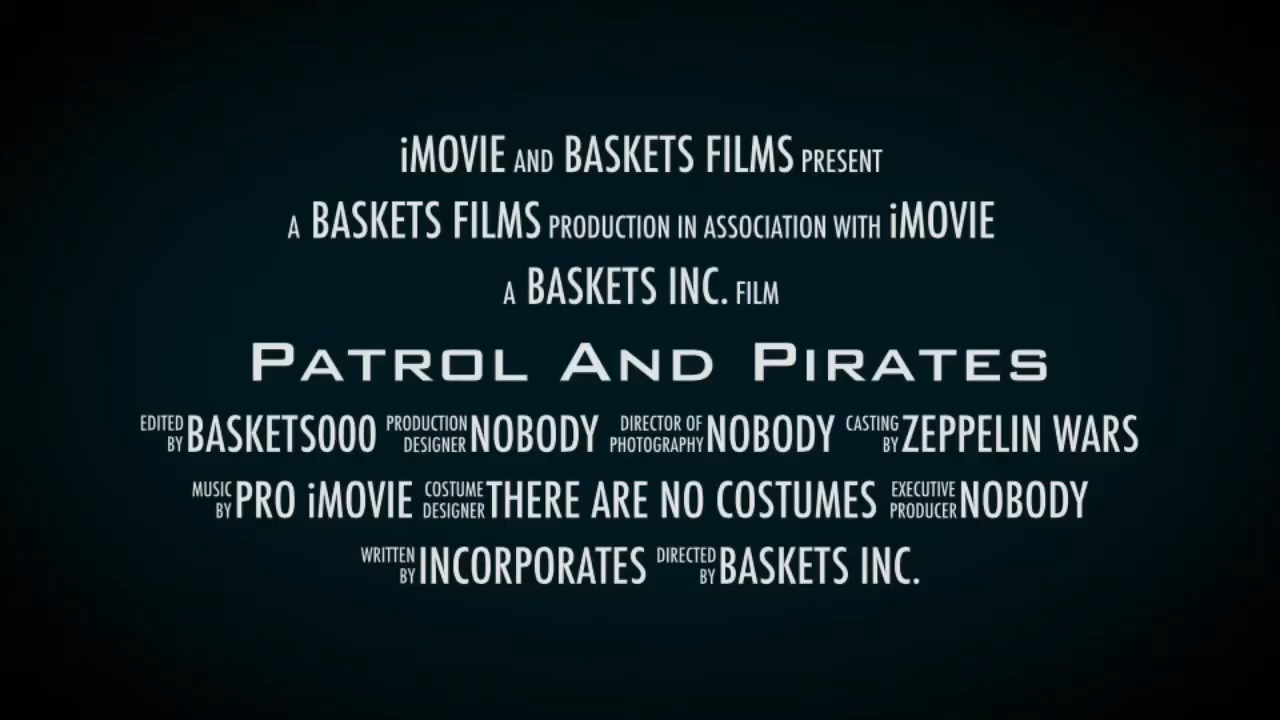 iMOVIE AND BASKETS FILMS PRESENT
A BASKETS FILMS PRODUCTION IN ASSOCIATION WITH iMOVIE
A BASKETS INC. FILM
PATROL AND PIRATES
EDITED BY BASKETS000 PRODUCTION DESIGNER NOBODY DIRECTOR OF PHOTOGRAPHY NOBODY CASTING BY ZEPPELIN WARS
MUSIC BY PRO iMOVIE COSTUME DESIGNER THERE ARE NO COSTUMES EXECUTIVE PRODUCER NOBODY
WRITTEN BY INCORPORATES DIRECTED BY BASKETS INC.